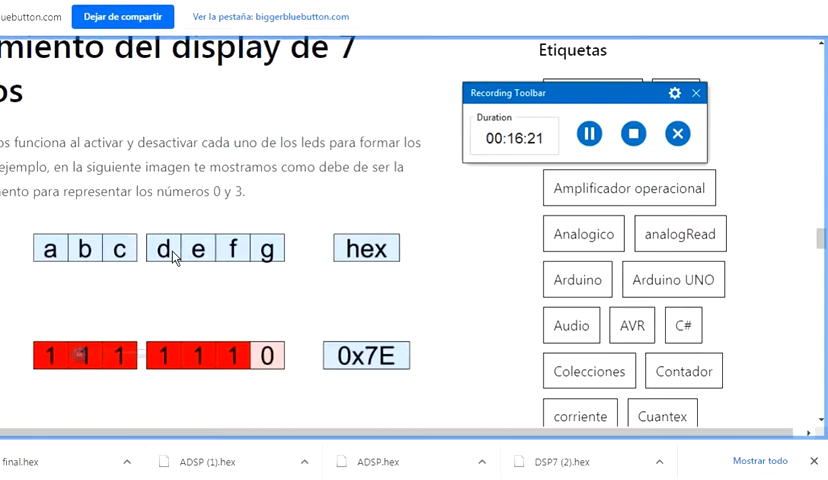 uebutton.com
Dejar de compartir
Ver la pestaña: biggerbluebutton.com
miento del display de 7
os
Etiquetas
Recording Toolbar
Duration
00:16:21
os funciona al activar y desactivar cada uno de los leds para formar los
ejemplo, en la siguiente imagen te mostramos como debe de ser la
mento para representar los números 0 y 3.
Amplificador operacional
Analogico
analogRead
a b c d e f g hex
Arduino
Arduino UNO
Audio
AVR
C#
1 1 1 1 1 1 0 0x7E
Colecciones
Contador
corriente
Cuantex
final.hex
ADSP (1).hex
ADSP.hex
DSP7 (2).hex
Mostrar todo